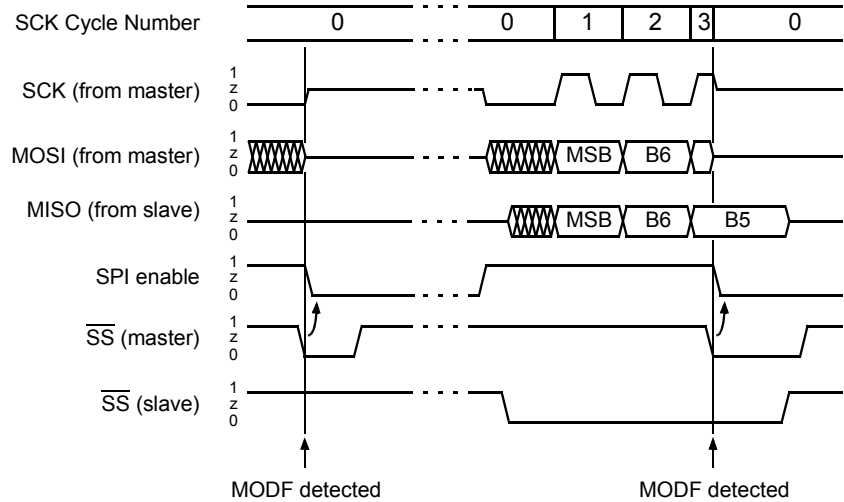 SCK Cycle Number 0 0 1 2 3 0
SCK (from master) 1 z 0
MOSI (from master) 1 z 0 MSB B6
MISO (from slave) 1 z 0 MSB B6 B5
SPI enable 1 z 0
SS (master) 1 z 0
SS (slave) 1 z 0
MODF detected MODF detected